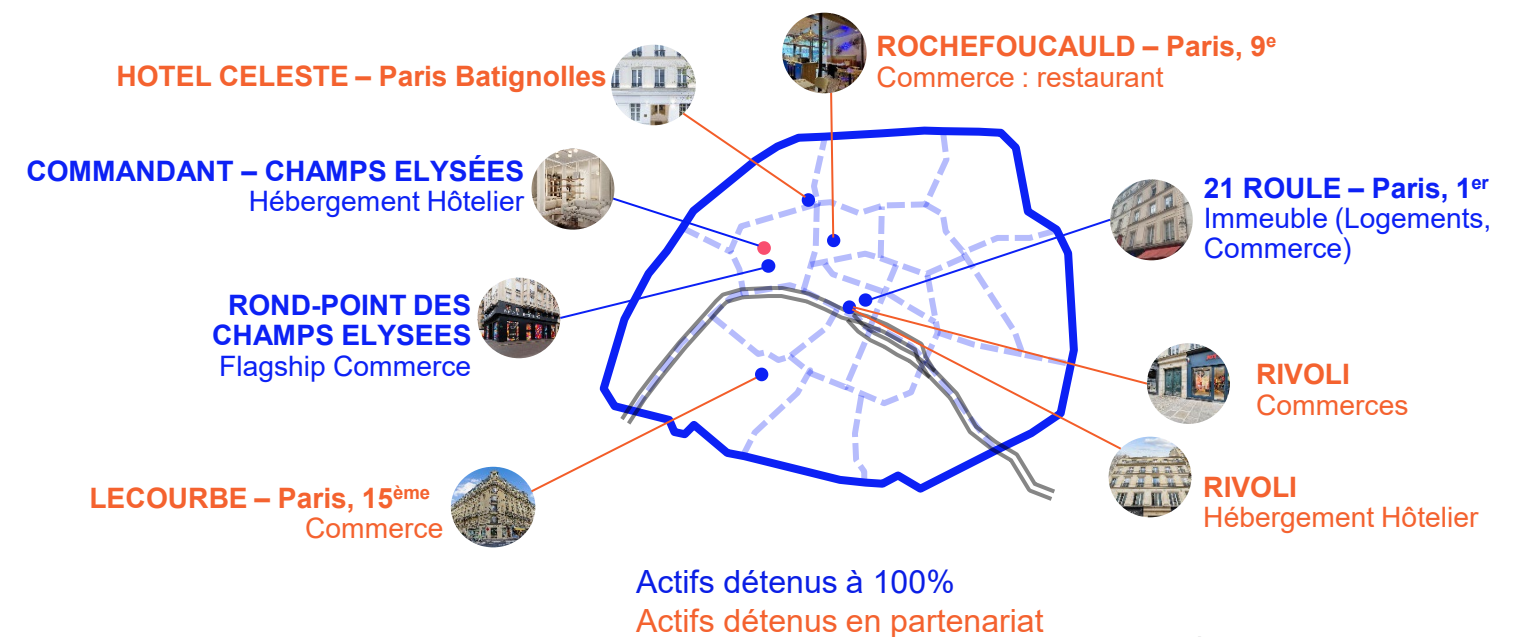 ROCHEFOUCAULD – Paris, 9e
Commerce : restaurant
HOTEL CELESTE – Paris Batignolles
COMMANDANT – CHAMPS ELYSÉES
Hébergement Hôtelier
21 ROULE – Paris, 1er
Immeuble (Logements,
Commerce)
ROND-POINT DES
CHAMPS ELYSEES
Flagship Commerce
RIVOLI
Commerces
LECOURBE – Paris, 15ème
Commerce
RIVOLI
Hébergement Hôtelier
Actifs détenus à 100%
Actifs détenus en partenariat